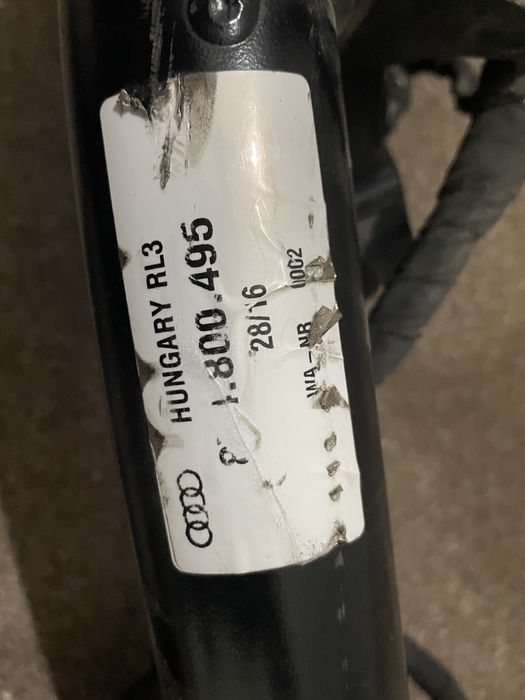 HUNGARY RL3
.800.495
28/16
WA-NR 0002